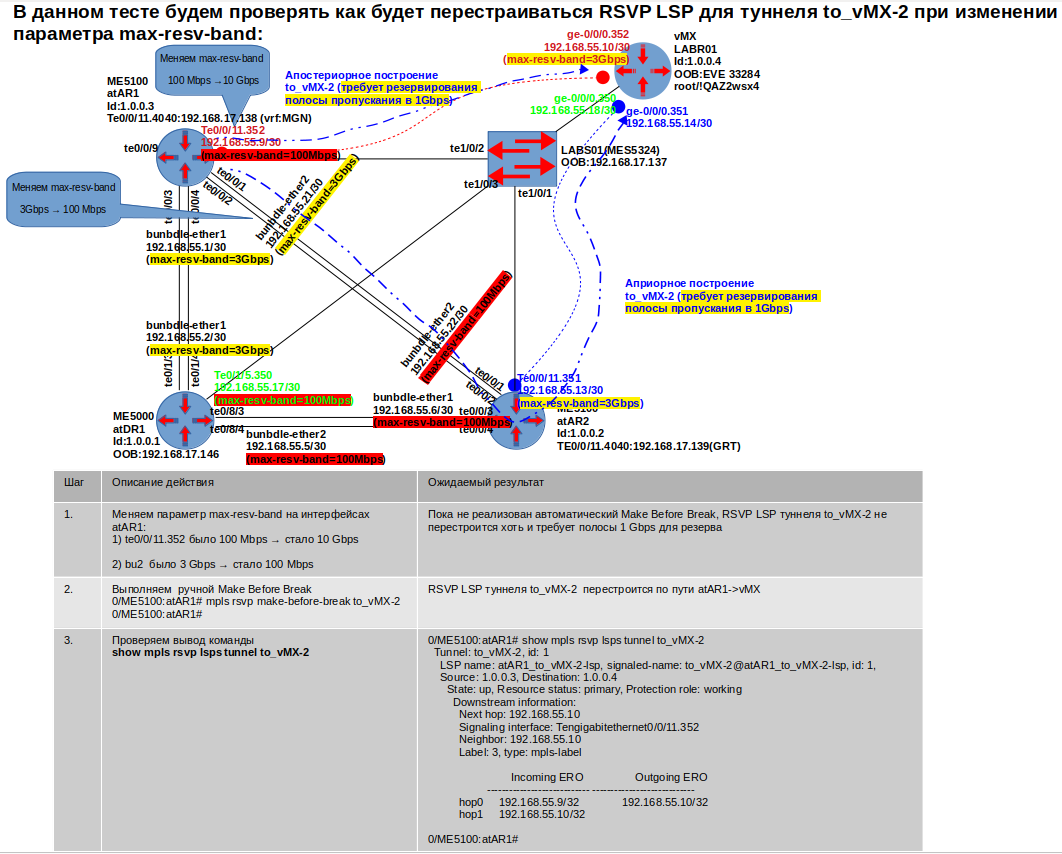 В данном тесте будем проверять как будет перестраиваться RSVP LSP для туннеля to_vMX-2 при изменении
параметра max-resv-band:
Меняем max-resv-band
100 Mbps →10 Gbps
ME5100
atAR1
Id:1.0.0.3
Te0/0/11.4040:192.168.17.138 (vrf:MGN)
Апостериорное построение
to_vMX-2 (требует резервирования
полосы пропускания в 1Gbps)
ge-0/0/0.352
192.168.55.10/30
(max-resv-band=3Gbps)
vMX
LABR01
Id:1.0.0.4
OOB:EVE 33284
root/!QAZ2wsx4
ge-0/0/0.350
192.168.55.18/30
ge-0/0/0.351
192.168.55.14/30
Te0/0/11.352
192.168.55.9/30
(max-resv-band=100Mbps)
te0/0/9
te1/0/2
LABS01(MES5324)
OOB:192.168.17.137
te1/0/3
te1/0/1
te0/0/1
te0/0/2
Меняем max-resv-band
3Gbps → 100 Mbps
te0/0/3
te0/0/4
bunbdle-ether2
192.168.55.21/30
(max-resv-band=3Gbps)
bunbdle-ether1
192.168.55.1/30
(max-resv-band=3Gbps)
Априорное построение
to_vMX-2 (требует резервирования
полосы пропускания в 1Gbps)
bunbdle-ether2
192.168.55.22/30
(max-resv-band=100Mbps)
bunbdle-ether1
192.168.55.2/30
(max-resv-band=3Gbps)
te0/1/3
te0/1/4
te0/0/1
te0/0/2
Te0/1/5.350
192.168.55.17/30
(max-resv-band=100Mbps)
Te0/0/11.351
192.168.55.13/30
(max-resv-band=3Gbps)
ME5000
atDR1
Id:1.0.0.1
OOB:192.168.17.146
te0/8/3
te0/8/4
bunbdle-ether1
192.168.55.6/30
(max-resv-band=100Mbps)
te0/0/3
te0/0/4
bunbdle-ether2
192.168.55.5/30
(max-resv-band=100Mbps)
ME5100
atAR2
Id:1.0.0.2
TE0/0/11.4040:192.168.17.139(GRT)
Шаг Описание действия Ожидаемый результат
1. Меняем параметр max-resv-band на интерфейсах
atAR1:
1) te0/0/11.352 было 100 Mbps → стало 10 Gbps
2) bu2 было 3 Gbps → стало 100 Mbps
Пока не реализован автоматический Make Before Break, RSVP LSP туннеля to_vMX-2 не
перестроится хоть и требует полосы 1 Gbps для резерва
2. Выполняем ручной Make Before Break
0/ME5100:atAR1# mpls rsvp make-before-break to_vMX-2
0/ME5100:atAR1#
RSVP LSP туннеля to_vMX-2 перестроится по пути atAR1->vMX
3. Проверяем вывод команды
show mpls rsvp lsps tunnel to_vMX-2
0/ME5100:atAR1# show mpls rsvp lsps tunnel to_vMX-2
Tunnel: to_vMX-2, id: 1
LSP name: atAR1_to_vMX-2-lsp, signaled-name: to_vMX-2@atAR1_to_vMX-2-lsp, id: 1,
Source: 1.0.0.3, Destination: 1.0.0.4
State: up, Resource status: primary, Protection role: working
Downstream information:
Next hop: 192.168.55.10
Signaling interface: Tengigabitethernet0/0/11.352
Neighbor: 192.168.55.10
Label: 3, type: mpls-label
Incoming ERO Outgoing ERO
-------------------------- --------------------------
hop0 192.168.55.9/32 192.168.55.10/32
hop1 192.168.55.10/32
0/ME5100:atAR1#